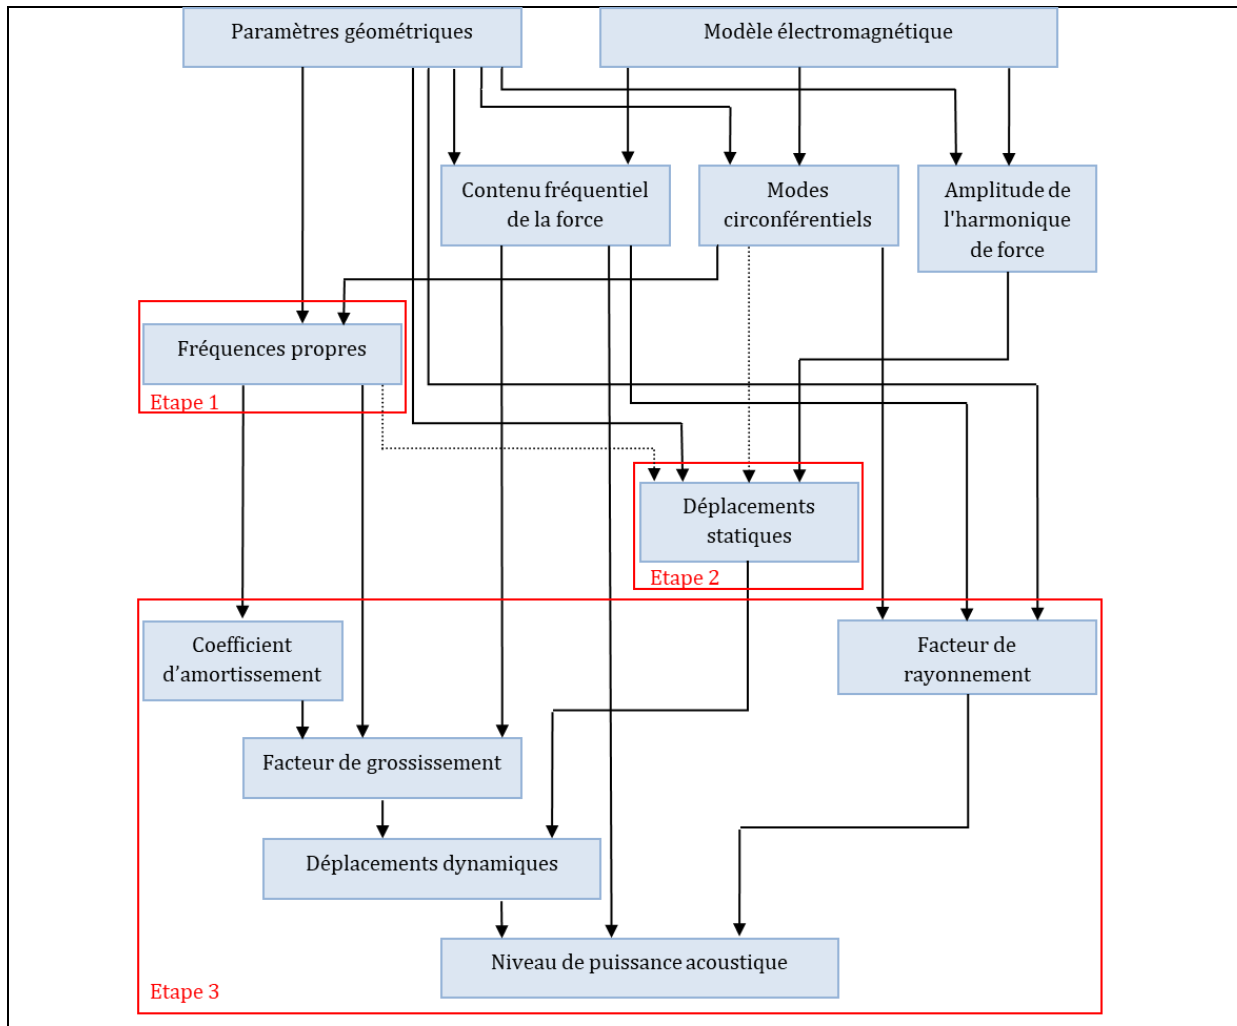 Paramètres géométriques
Modèle électromagnétique
Contenu fréquentiel
de la force
Modes
circonférentiels
Amplitude de
l'harmonique
de force
Fréquences propres
Etape 1
Déplacements
statiques
Etape 2
Coefficient
d’amortissement
Facteur de
rayonnement
Facteur de grossissement
Déplacements dynamiques
Niveau de puissance acoustique
Etape 3